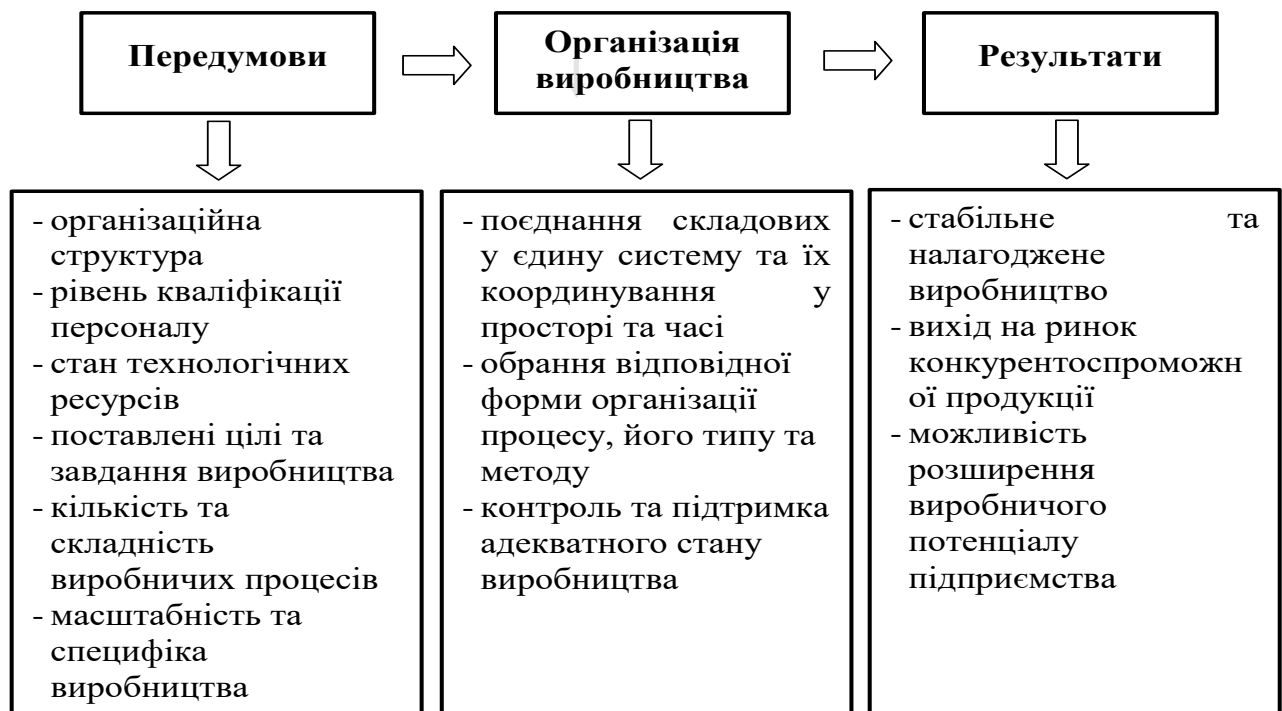 Передумови
Організація
виробництва
Результати
- організаційна
структура
- рівень кваліфікації
персоналу
- стан технологічних
ресурсів
- поставлені цілі та
завдання виробництва
- кількість та
складність
виробничих процесів
- масштабність та
специфіка
виробництва
- поєднання складових
у єдину систему та їх
координування у
просторі та часі
- обрання відповідної
форми організації
процесу, його типу та
методу
- контроль та підтримка
адекватного стану
виробництва
- стабільне та
налагоджене
виробництво
- вихід на ринок
конкурентоспроможн
ої продукції
- можливість
розширення
виробничого
потенціалу
підприємства